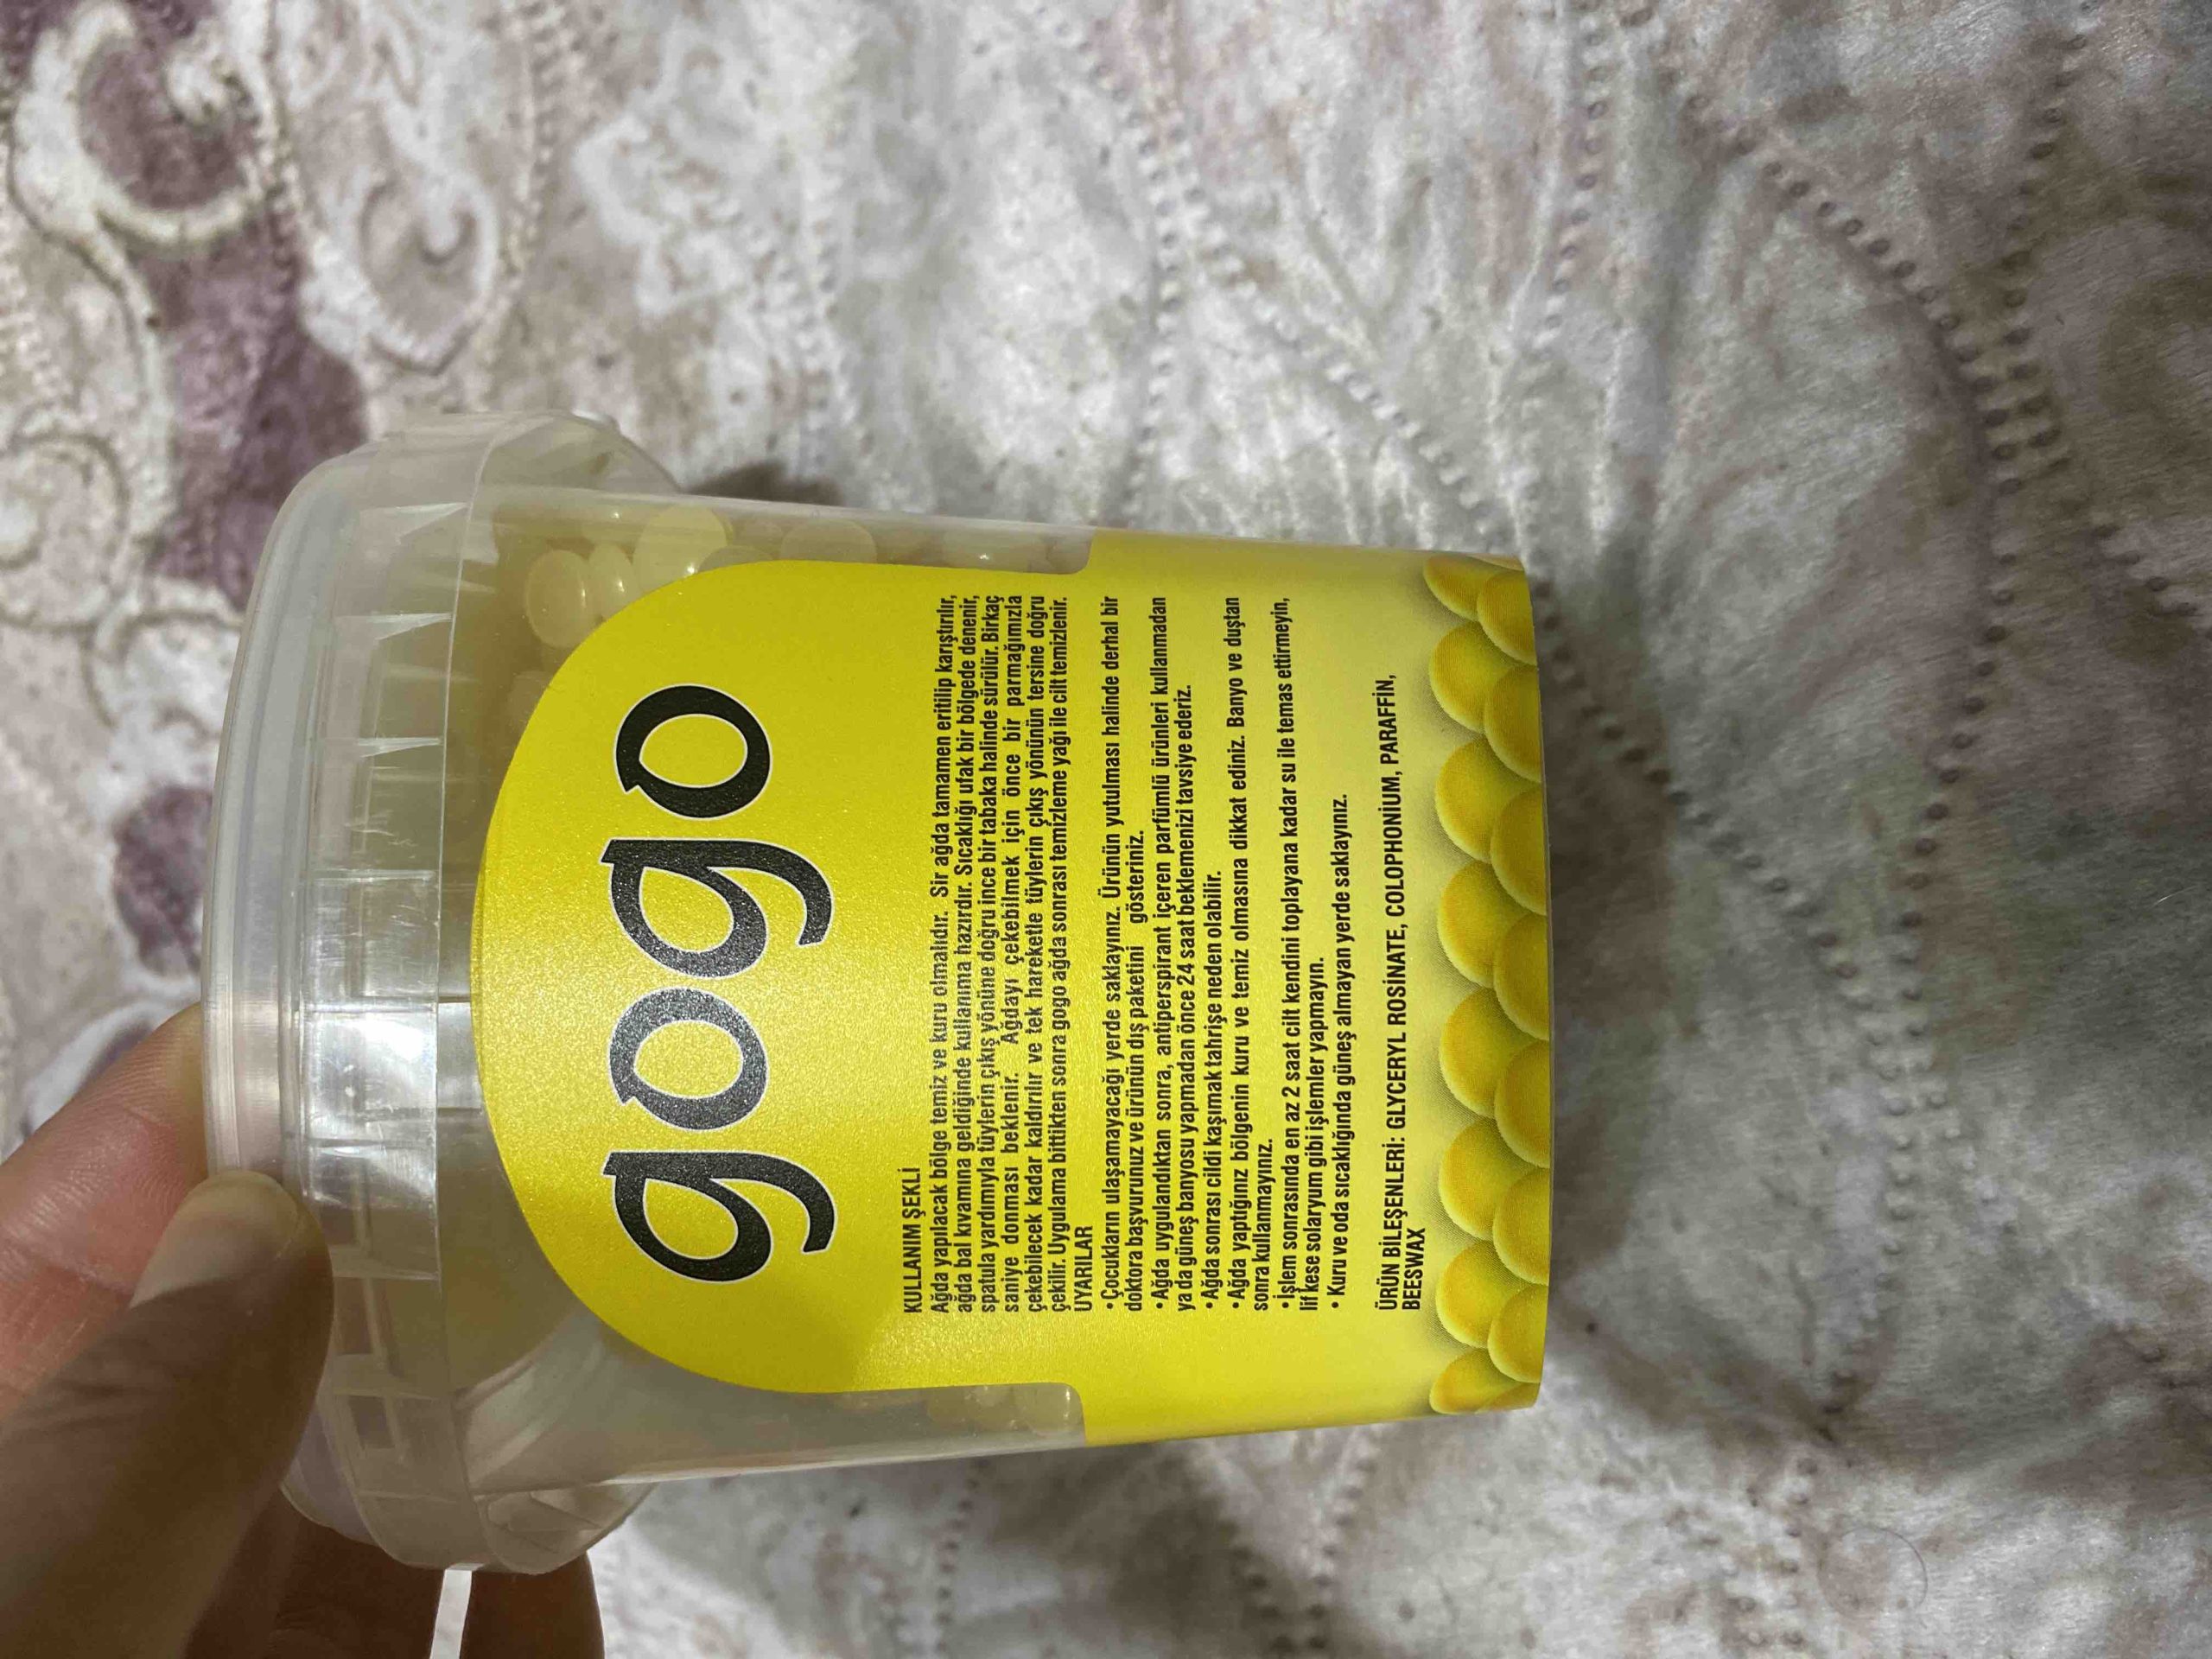 gogo
KULLANIM ŞEKLİ
Ağda yapılacak bölge temiz ve kuru olmalıdır. Sir ağda tamamen eritilip karıştırılır,
ağda bal kıvamına geldiğinde kullanıma hazırdır. Sıcaklığı ufak bir bölgede denenir,
spatula yardımıyla tüylerin çıkış yönüne doğru ince bir tabaka halinde sürülür. Birkaç
saniye donması beklenir. Ağdayı çekebilmek için önce bir parmağımızla
çekebilecek kadar kaldırılır ve tek hareketle tüylerin çıkış yönünün tersine doğru
çekilir. Uygulama bittikten sonra gogo ağda sonrası temizleme yağı ile cilt temizlenir.
UYARILAR
• Çocukların ulaşamayacağı yerde saklayınız. Ürünün yutulması halinde derhal bir
doktora başvurunuz ve ürünün dış paketini gösteriniz.
• Ağda uygulandıktan sonra, antiperspirant içeren parfümlü ürünleri kullanmadan
ya da güneş banyosu yapmadan önce 24 saat beklemenizi tavsiye ederiz.
• Ağda sonrası cildi kaşımak tahrişe neden olabilir.
• Ağda yaptığınız bölgenin kuru ve temiz olmasına dikkat ediniz. Banyo ve duştan
sonra kullanmayınız.
• İşlem sonrasında en az 2 saat cilt kendini toplayana kadar su ile temas ettirmeyin,
lif kese solaryum gibi işlemler yapmayın.
• Kuru ve oda sıcaklığında güneş almayan yerde saklayınız.
ÜRÜN BİLEŞENLERİ: GLYCERYL ROSİNATE, COLOPHONİUM, PARAFFİN,
BEESWAX